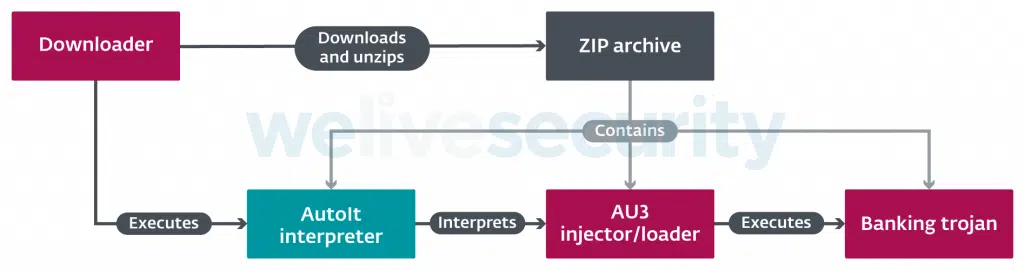 Downloader
Downloads
and unzips
ZIP archive
welivesecurity
Contains
Executes
AutoIt
interpreter
Interprets
AU3
injector/loader
Executes
Banking trojan